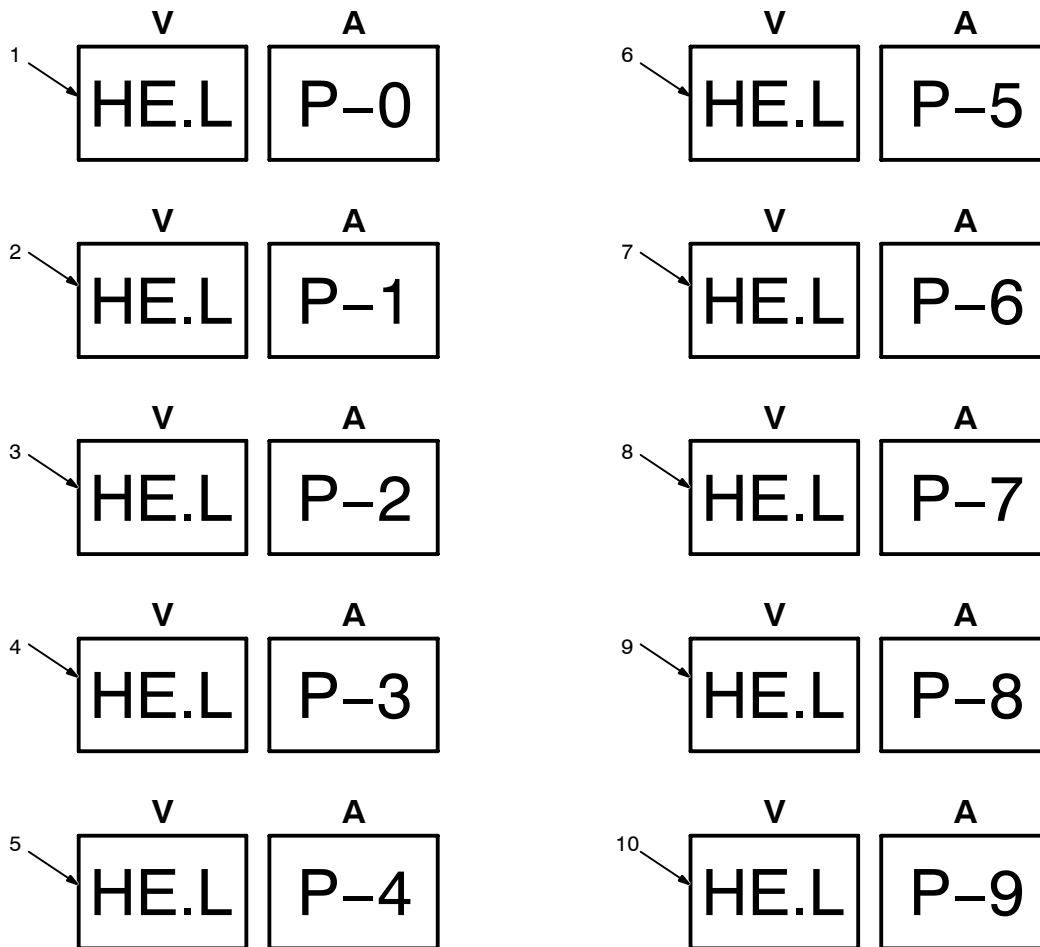 V A
1 HE.L P–0
V A
2 HE.L P–1
V A
3 HE.L P–2
V A
4 HE.L P–3
V A
5 HE.L P–4
V A
6 HE.L P–5
V A
7 HE.L P–6
V A
8 HE.L P–7
V A
9 HE.L P–8
V A
10 HE.L P–9